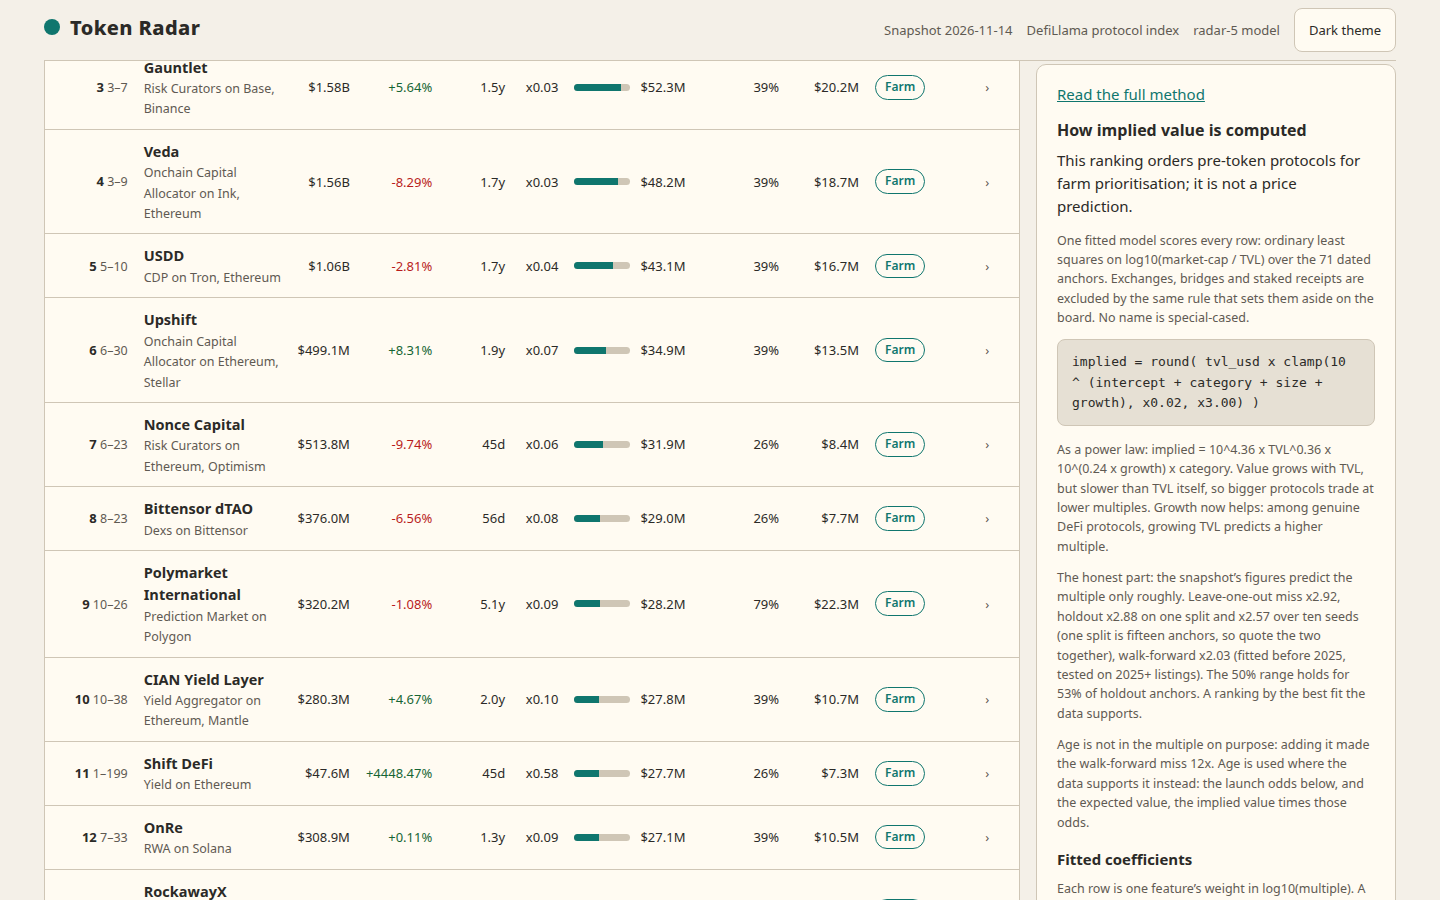 Token Radar
Snapshot 2026-11-14 DefiLlama protocol index radar-5 model Dark theme
Gauntlet
3 3–7 Risk Curators on Base, Binance $1.58B +5.64% 1.5y x0.03 $52.3M 39% $20.2M Farm ›
Veda
4 3–9 Onchain Capital Allocator on Ink, Ethereum $1.56B -8.29% 1.7y x0.03 $48.2M 39% $18.7M Farm ›
USDD
5 5–10 CDP on Tron, Ethereum $1.06B -2.81% 1.7y x0.04 $43.1M 39% $16.7M Farm ›
Upshift
6 6–30 Onchain Capital Allocator on Ethereum, Stellar $499.1M +8.31% 1.9y x0.07 $34.9M 39% $13.5M Farm ›
Nonce Capital
7 6–23 Risk Curators on Ethereum, Optimism $513.8M -9.74% 45d x0.06 $31.9M 26% $8.4M Farm ›
Bittensor dTAO
8 8–23 Dexs on Bittensor $376.0M -6.56% 56d x0.08 $29.0M 26% $7.7M Farm ›
Polymarket International
9 10–26 Prediction Market on Polygon $320.2M -1.08% 5.1y x0.09 $28.2M 79% $22.3M Farm ›
CIAN Yield Layer
10 10–38 Yield Aggregator on Ethereum, Mantle $280.3M +4.67% 2.0y x0.10 $27.8M 39% $10.7M Farm ›
Shift DeFi
11 1–199 Yield on Ethereum $47.6M +4448.47% 45d x0.58 $27.7M 26% $7.3M Farm ›
OnRe
12 7–33 RWA on Solana $308.9M +0.11% 1.3y x0.09 $27.1M 39% $10.5M Farm ›
RockawayX
Read the full method
How implied value is computed
This ranking orders pre-token protocols for
farm prioritisation; it is not a price
prediction.
One fitted model scores every row: ordinary least
squares on log10(market-cap / TVL) over the 71 dated
anchors. Exchanges, bridges and staked receipts are
excluded by the same rule that sets them aside on the
board. No name is special-cased.
implied = round( tvl_usd x clamp(10
^ (intercept + category + size +
growth), x0.02, x3.00) )
As a power law: implied = 10^4.36 x TVL^0.36 x
10^(0.24 x growth) x category. Value grows with TVL,
but slower than TVL itself, so bigger protocols trade at
lower multiples. Growth now helps: among genuine
DeFi protocols, growing TVL predicts a higher
multiple.
The honest part: the snapshot's figures predict the
multiple only roughly. Leave-one-out miss x2.92,
holdout x2.88 on one split and x2.57 over ten seeds
(one split is fifteen anchors, so quote the two
together), walk-forward x2.03 (fitted before 2025,
tested on 2025+ listings). The 50% range holds for
53% of holdout anchors. A ranking by the best fit the
data supports.
Age is not in the multiple on purpose: adding it made
the walk-forward miss 12x. Age is used where the
data supports it instead: the launch odds below, and
the expected value, the implied value times those
odds.
Fitted coefficients
Each row is one feature's weight in log10(multiple). A